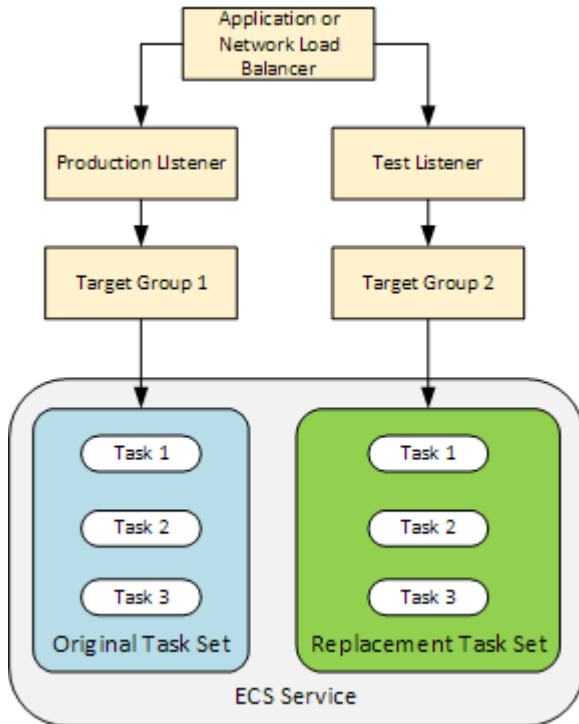 Application or
Network Load
Balancer
Production Listener
Test Listener
Target Group 1
Target Group 2
Task 1
Task 2
Task 3
Original Task Set
Task 1
Task 2
Task 3
Replacement Task Set
ECS Service